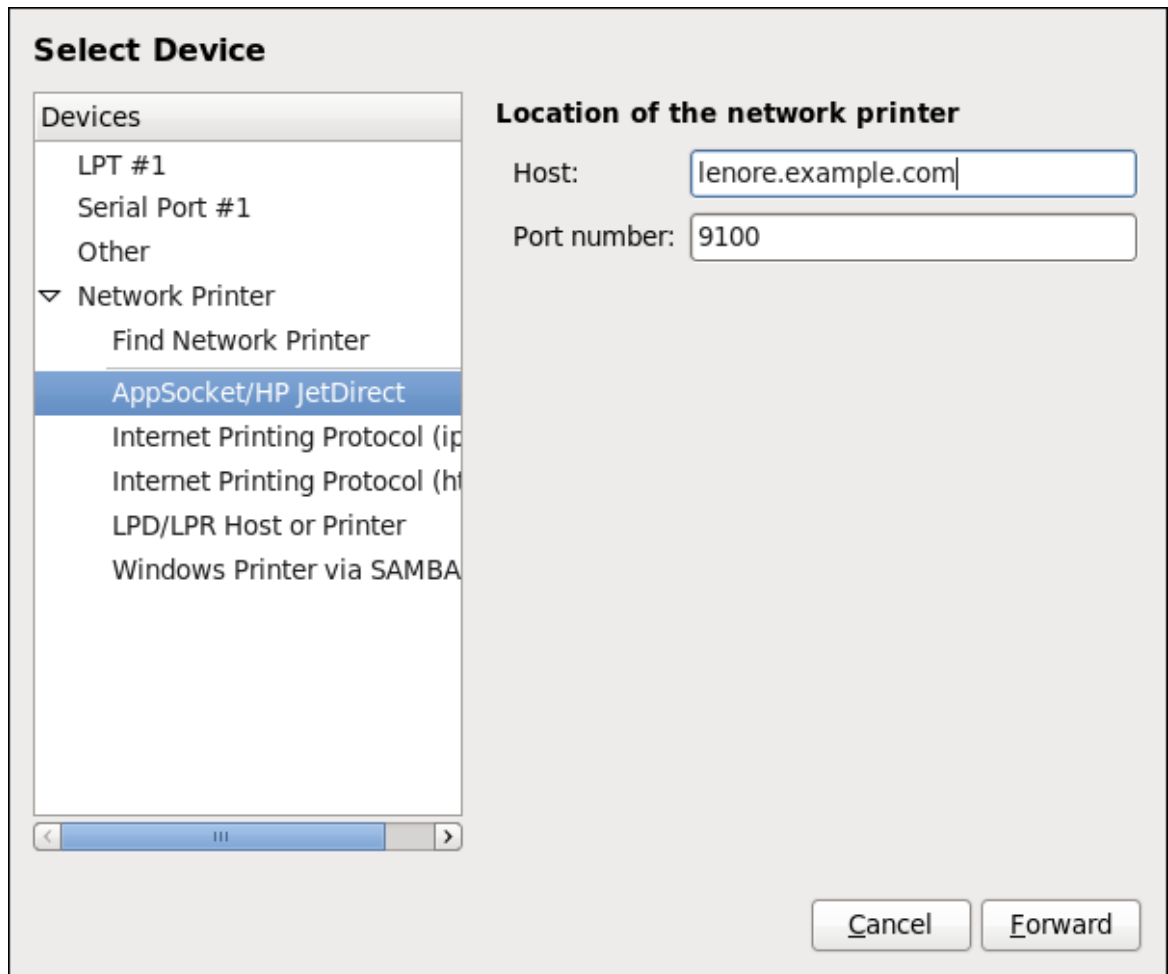 Select Device
Devices
LPT #1
Serial Port #1
Other
Network Printer
Find Network Printer
AppSocket/HP JetDirect
Internet Printing Protocol (ip
Internet Printing Protocol (ht
LPD/LPR Host or Printer
Windows Printer via SAMBA
Location of the network printer
Host: lenore.example.com
Port number: 9100
Cancel Forward